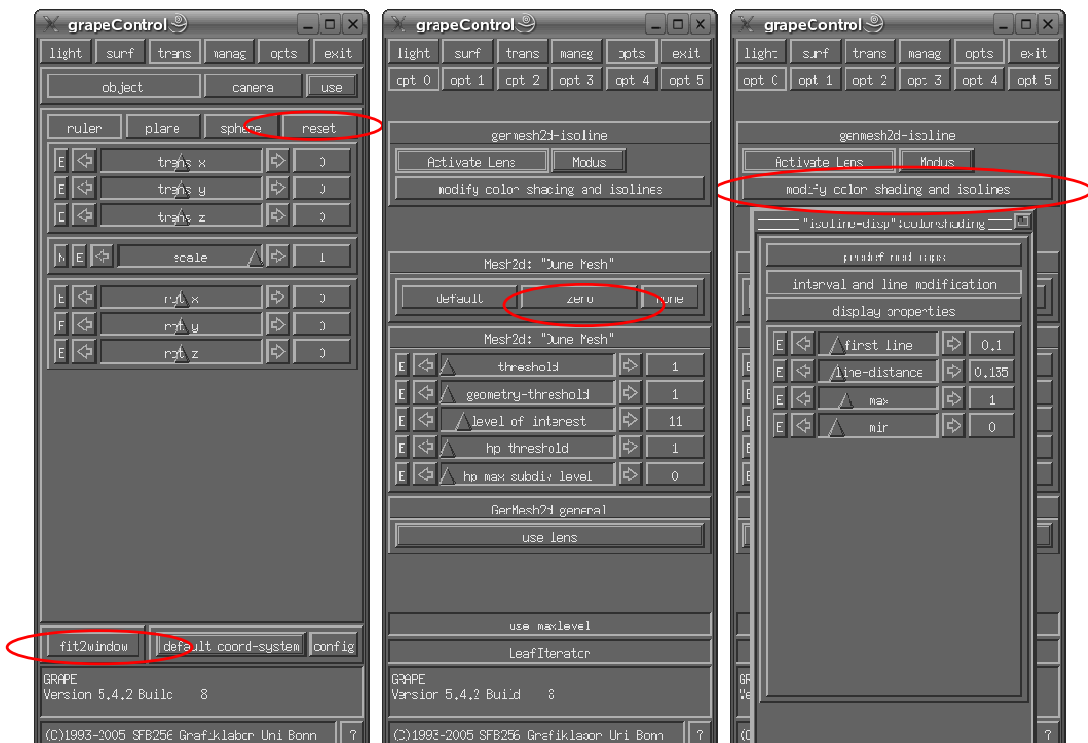 grapeControl
light surf trans manag opts exit
object camera use
ruler plane sphere reset
E trans x 0
E trans y 0
E trans z 0
N E scale 1
E rot x 0
E rot y 0
E rot z 0
fit2window default coord-system config
GRAPE
Version 5.4.2 Build 8
(C)1993-2005 SFB256 Grafiklabor Uni Bonn ?
grapeControl
light surf trans manag opts exit
opt 0 opt 1 opt 2 opt 3 opt 4 opt 5
genmesh2d-isoline
Activate Lens Modus
modify color shading and isolines
Mesh2d: "Dune Mesh"
default zero none
Mesh2d: "Dune Mesh"
E threshold 1
E geometry-threshold 1
E level of interest 11
E hp threshold 1
E hp max subdiv level 0
GenMesh2d general
use lens
use maxlevel
LeafIterator
GRAPE
Version 5.4.2 Build 8
(C)1993-2005 SFB256 Grafiklabor Uni Bonn ?
grapeControl
light surf trans manag opts exit
opt 0 opt 1 opt 2 opt 3 opt 4 opt 5
genmesh2d-isoline
Activate Lens Modus
modify color shading and isolines
"isoline-disp":colorshading
predefined maps
interval and line modification
display properties
E first line 0.1
E line-distance 0.135
E max 1
E min 0